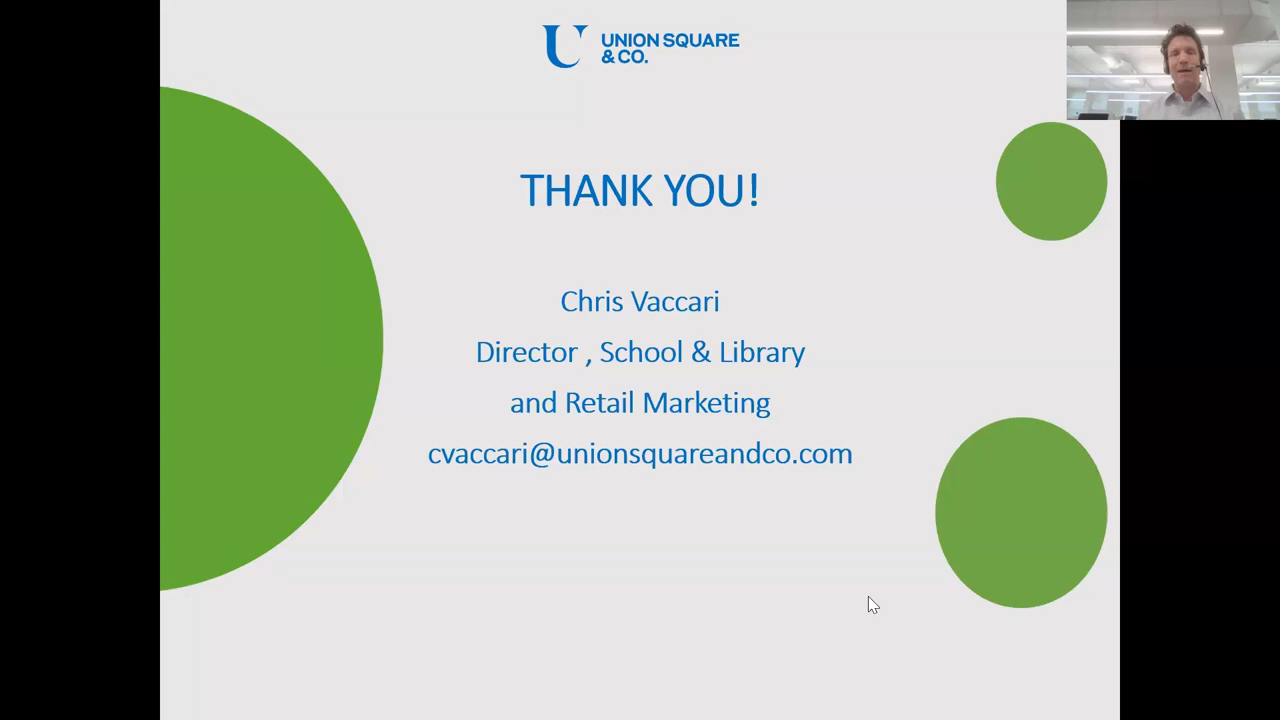 UNION SQUARE
& CO.
THANK YOU!
Chris Vaccari
Director , School & Library
and Retail Marketing
cvaccari@unionsquareandco.com